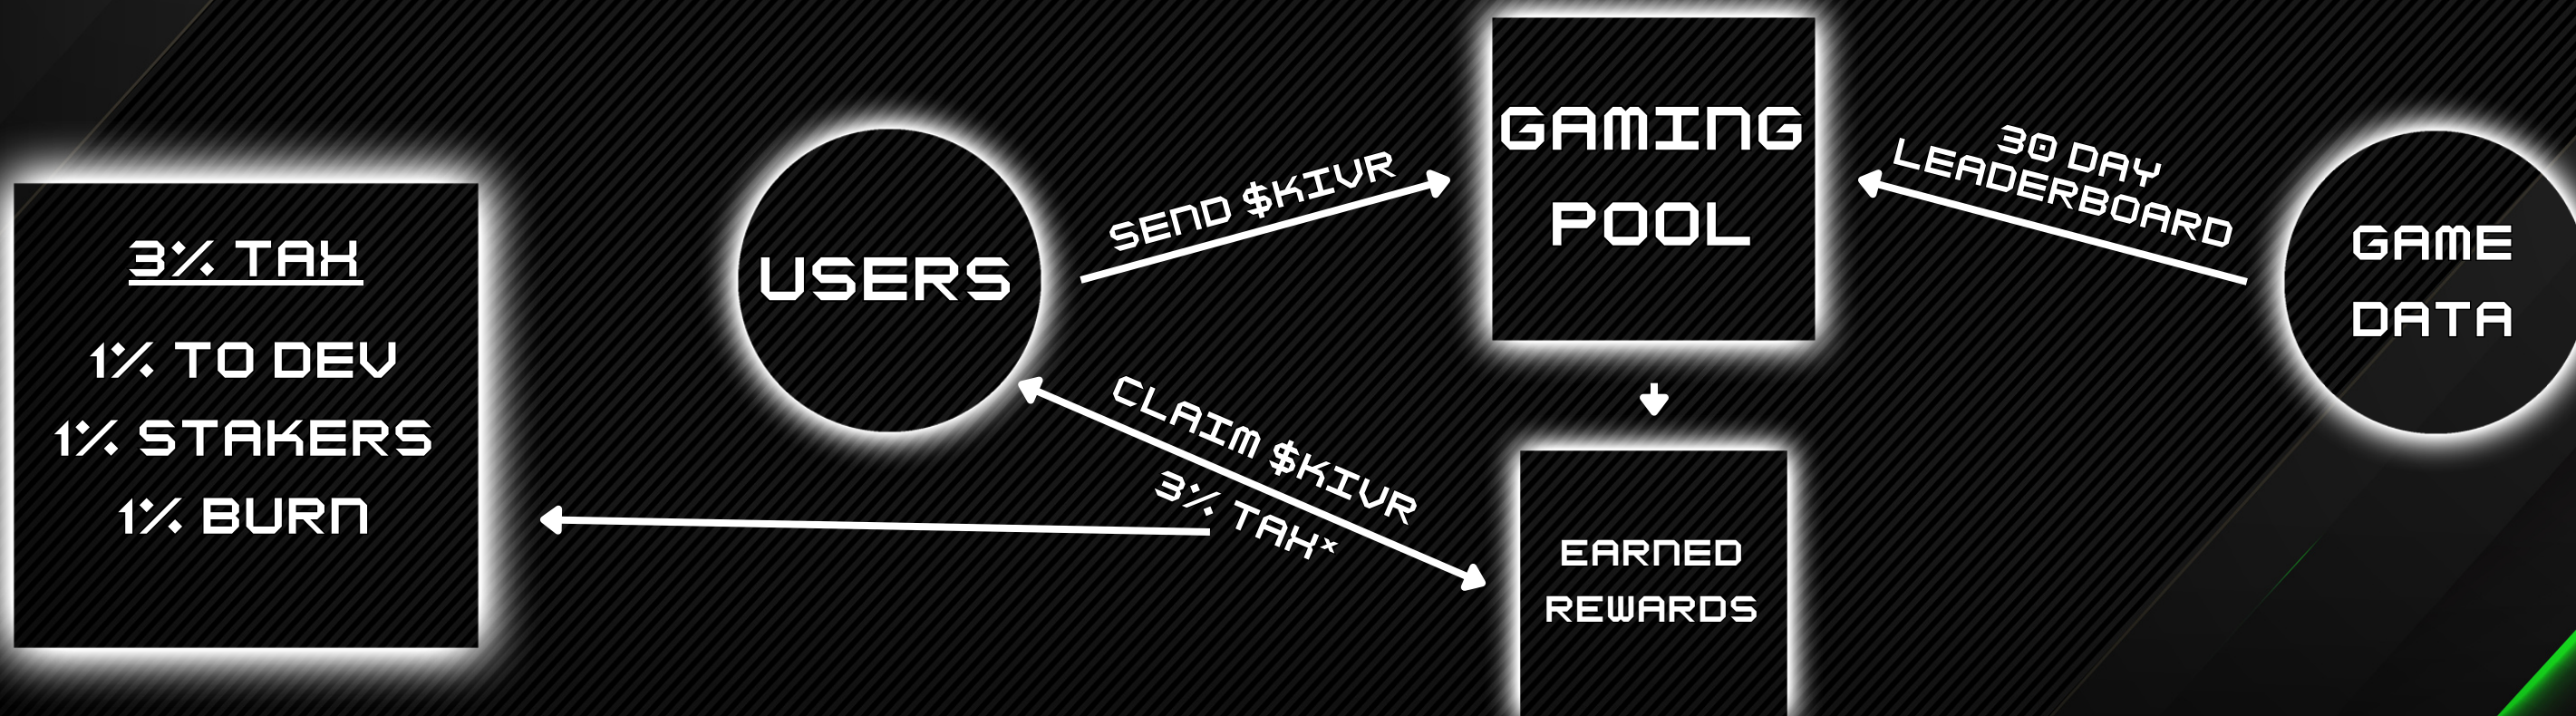 3% TAX
1% TO DEV
1% STAKERS
1% BURN
USERS
SEND $KIVR
CLAIM $KIVR
3% TAX*
GAMING
POOL
EARNED
REWARDS
30 DAY
LEADERBOARD
GAME
DATA